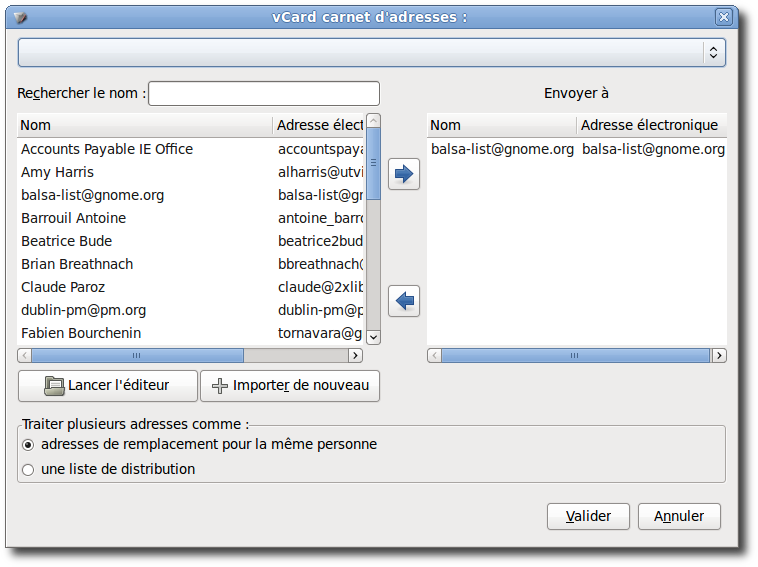 vCard carnet d'adresses :
Rechercher le nom :
Envoyer à
Nom Adresse élect
Accounts Payable IE Office accountspaya
Amy Harris alharris@utvi
balsa-list@gnome.org balsa-list@gn
Barrouil Antoine antoine_barro
Beatrice Bude beatrice2bud
Brian Breathnach bbreathnach@
Claude Paroz claude@2xlib
dublin-pm@pm.org dublin-pm@p
Fabien Bourchenin tornavara@g
Nom Adresse électronique
balsa-list@gnome.org balsa-list@gnome.org
Lancer l'éditeur
Importer de nouveau
Traiter plusieurs adresses comme :
adresses de remplacement pour la même personne
une liste de distribution
Valider
Annuler